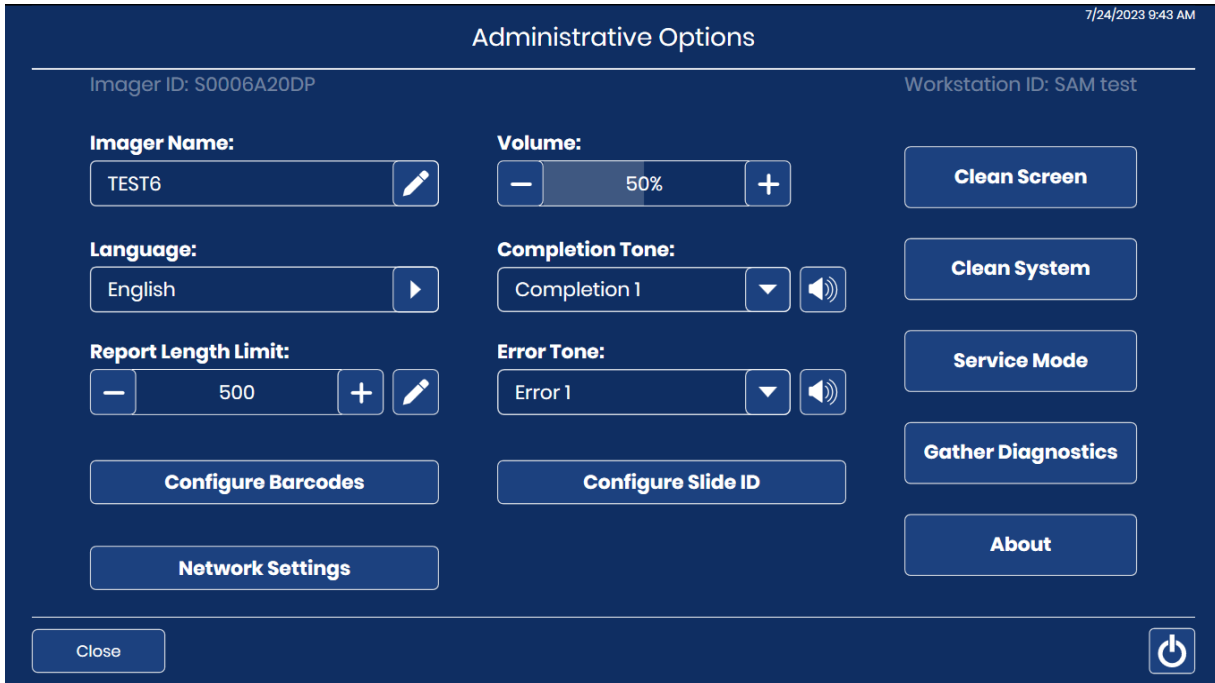 7/24/2023 9:43 AM
Administrative Options
Imager ID: S0006A20DP
Workstation ID: SAM test
Imager Name:
TEST6
Language:
English
Report Length Limit:
500
Configure Barcodes
Network Settings
Volume:
50%
Completion Tone:
Completion 1
Error Tone:
Error 1
Configure Slide ID
Clean Screen
Clean System
Service Mode
Gather Diagnostics
About
Close